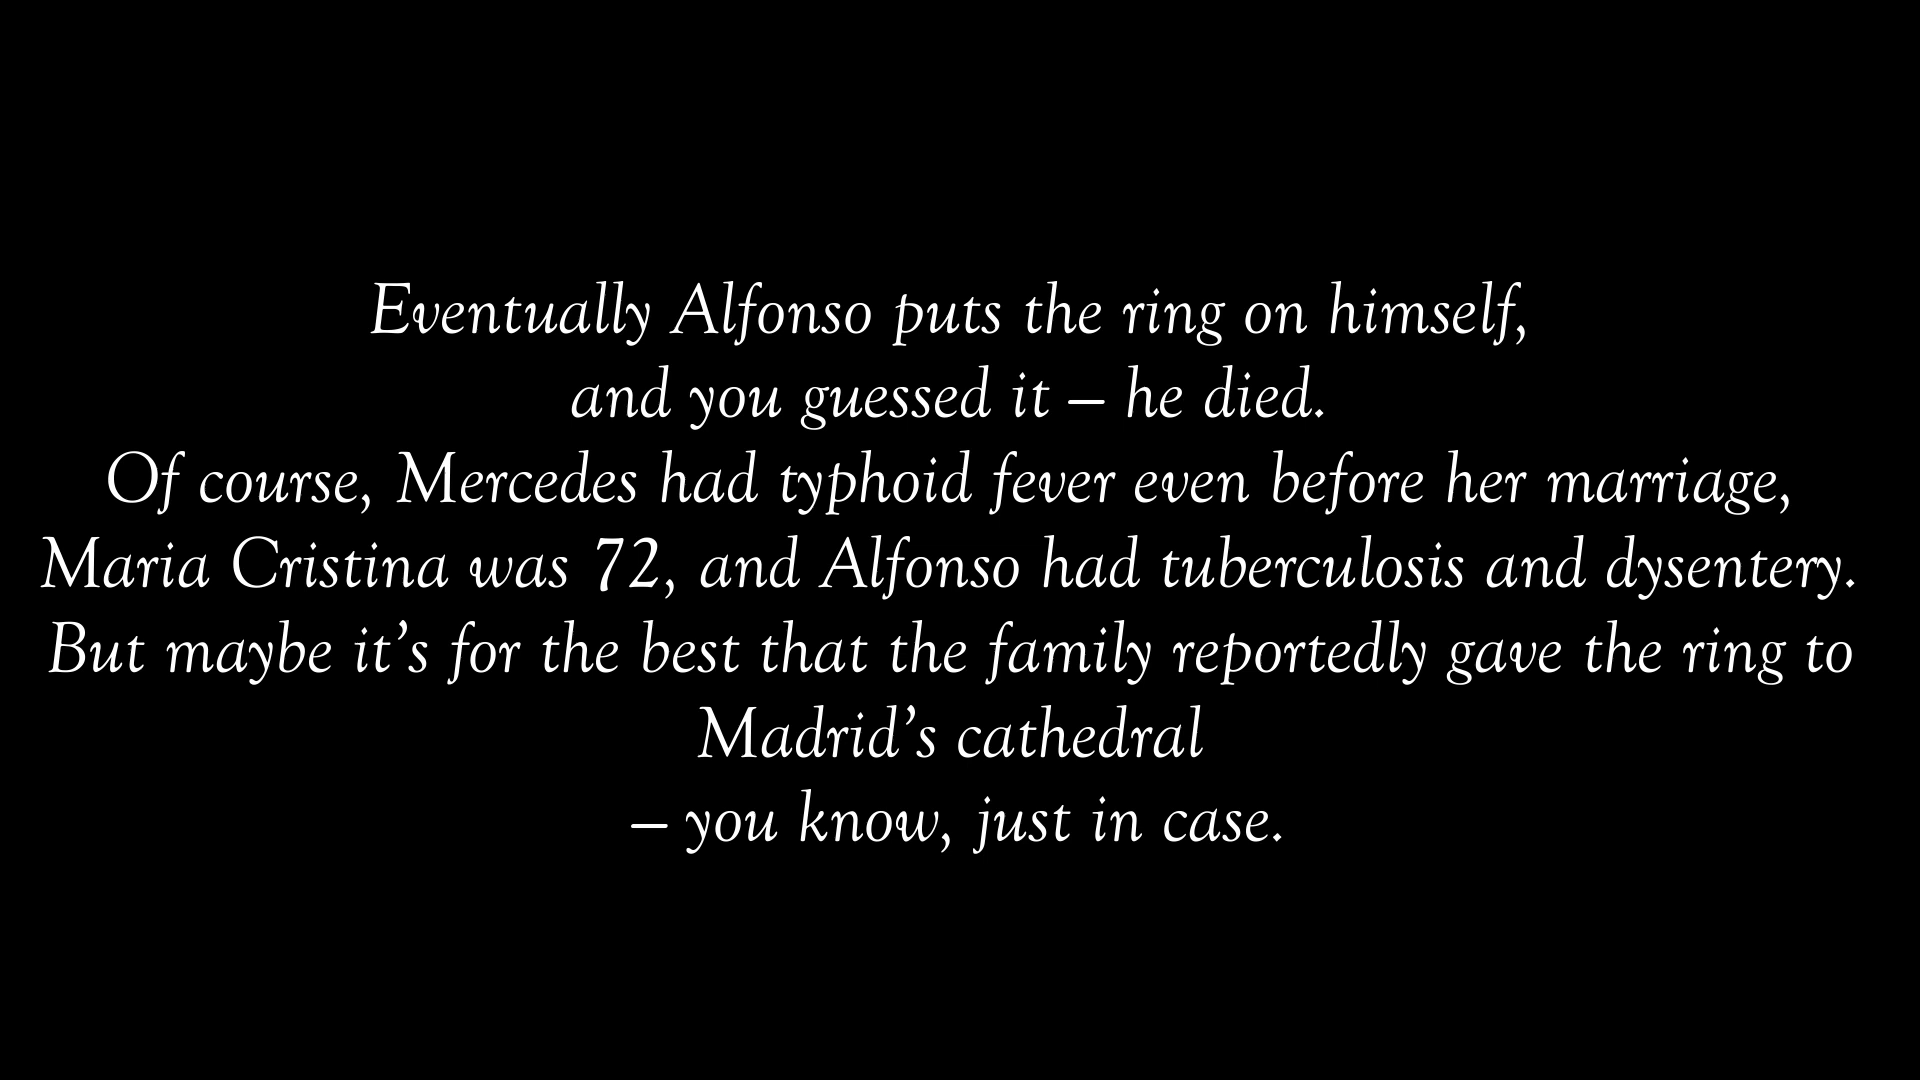 Eventually Alfonso puts the ring on himself,
and you guessed it – he died.
Of course, Mercedes had typhoid fever even before her marriage,
Maria Cristina was 72, and Alfonso had tuberculosis and dysentery.
But maybe it’s for the best that the family reportedly gave the ring to
Madrid’s cathedral
– you know, just in case.